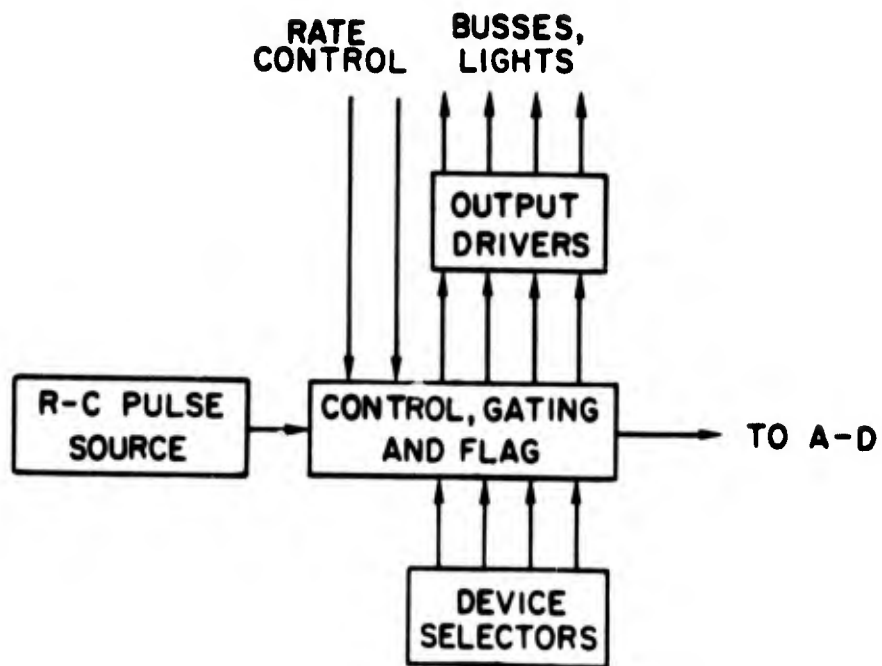 RATE
CONTROL
BUSSES,
LIGHTS
OUTPUT
DRIVERS
R-C PULSE
SOURCE
CONTROL, GATING
AND FLAG
TO A-D
DEVICE
SELECTORS